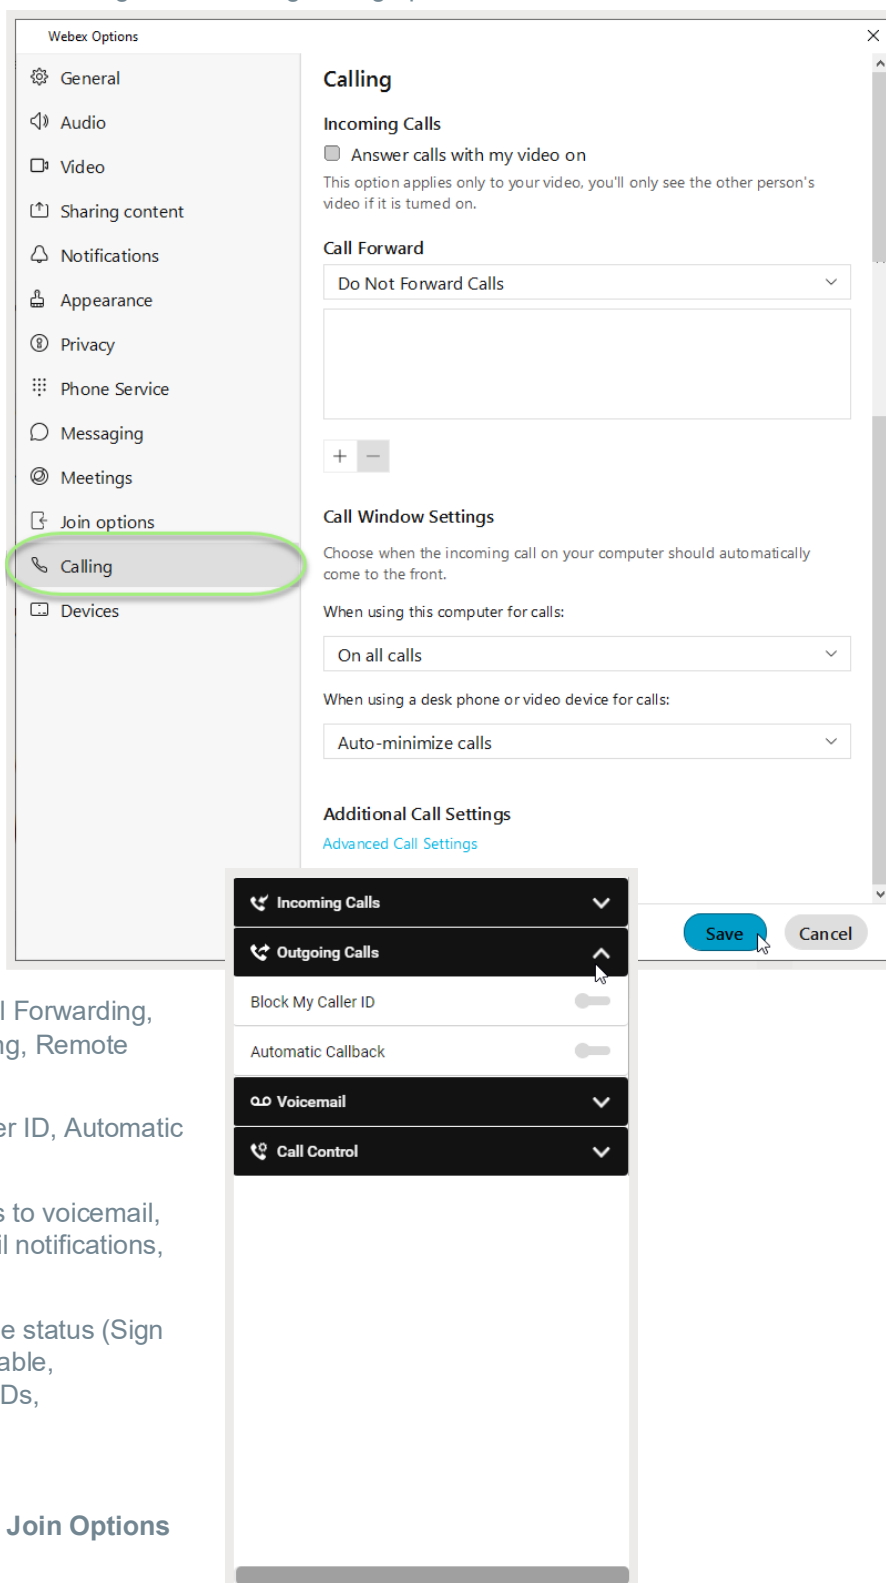 Webex Options
General
Audio
Video
Sharing content
Notifications
Appearance
Privacy
Phone Service
Messaging
Meetings
Join options
Calling
Devices
Calling
Incoming Calls
Answer calls with my video on
This option applies only to your video, you'll only see the other person's
video if it is turned on.
Call Forward
Do Not Forward Calls
+ −
Call Window Settings
Choose when the incoming call on your computer should automatically
come to the front.
When using this computer for calls:
On all calls
When using a desk phone or video device for calls:
Auto-minimize calls
Additional Call Settings
Advanced Call Settings
Save Cancel
Incoming Calls
Outgoing Calls
Block My Caller ID
Automatic Callback
Voicemail
Call Control
l Forwarding,
ng, Remote
er ID, Automatic
s to voicemail,
il notifications,
e status (Sign
able,
Ds,
Join Options